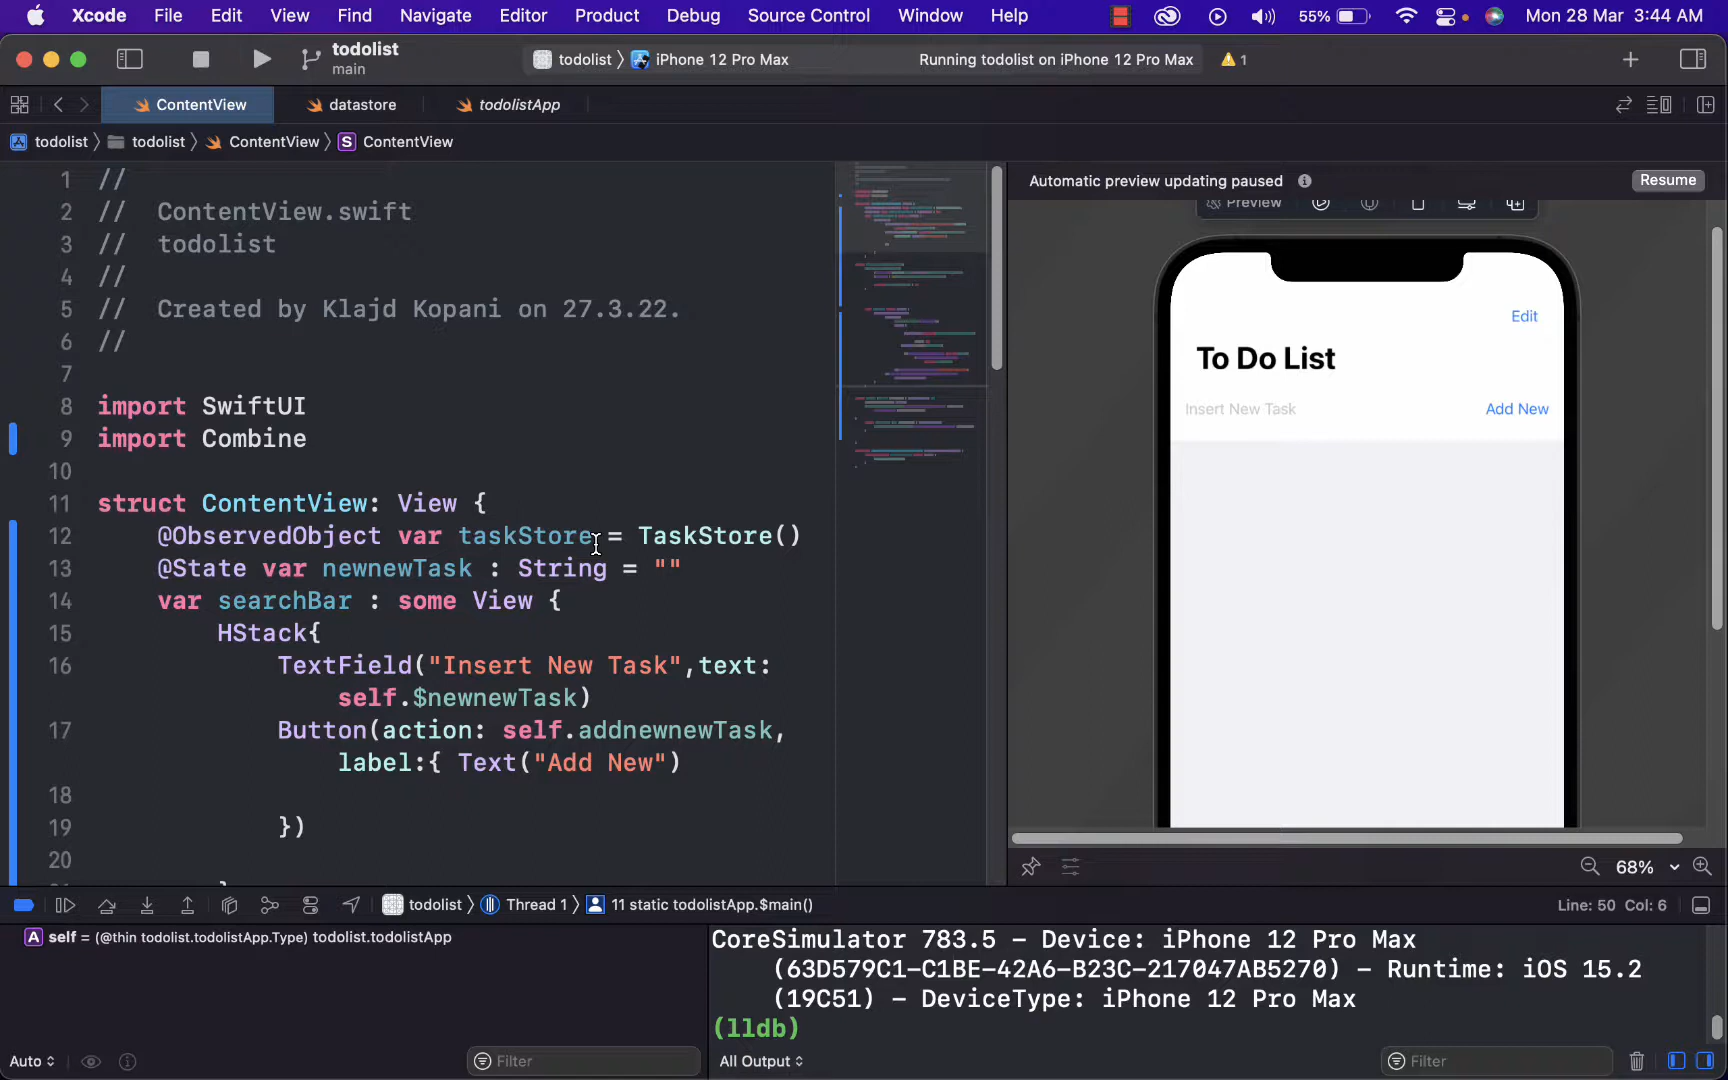 Xcode File Edit View Find Navigate Editor Product Debug Source Control Window Help 55% Mon 28 Mar 3:44 AM
todolist
main
todolist 〉 iPhone 12 Pro Max
Running todolist on iPhone 12 Pro Max
1
ContentView datastore todolistApp
todolist 〉 todolist 〉 ContentView 〉 S ContentView
1 //
2 // ContentView.swift
3 // todolist
4 //
5 // Created by Klajd Kopani on 27.3.22.
6 //
7
8 import SwiftUI
9 import Combine
10
11 struct ContentView: View {
12 @ObservedObject var taskStore = TaskStore()
13 @State var newnewTask : String = ""
14 var searchBar : some View {
15 HStack{
16 TextField("Insert New Task",text:
self.$newnewTask)
17 Button(action: self.addnewnewTask,
label:{ Text("Add New")
18
19 })
20
Automatic preview updating paused
Resume
Preview
Edit
To Do List
Insert New Task Add New
68%
todolist 〉 Thread 1 〉 11 static todolistApp.$main()
Line: 50 Col: 6
A self = (@thin todolist.todolistApp.Type) todolist.todolistApp
CoreSimulator 783.5 - Device: iPhone 12 Pro Max
(63D579C1-C1BE-42A6-B23C-217047AB5270) - Runtime: iOS 15.2
(19C51) - DeviceType: iPhone 12 Pro Max
(lldb)
Auto
Filter
All Output
Filter